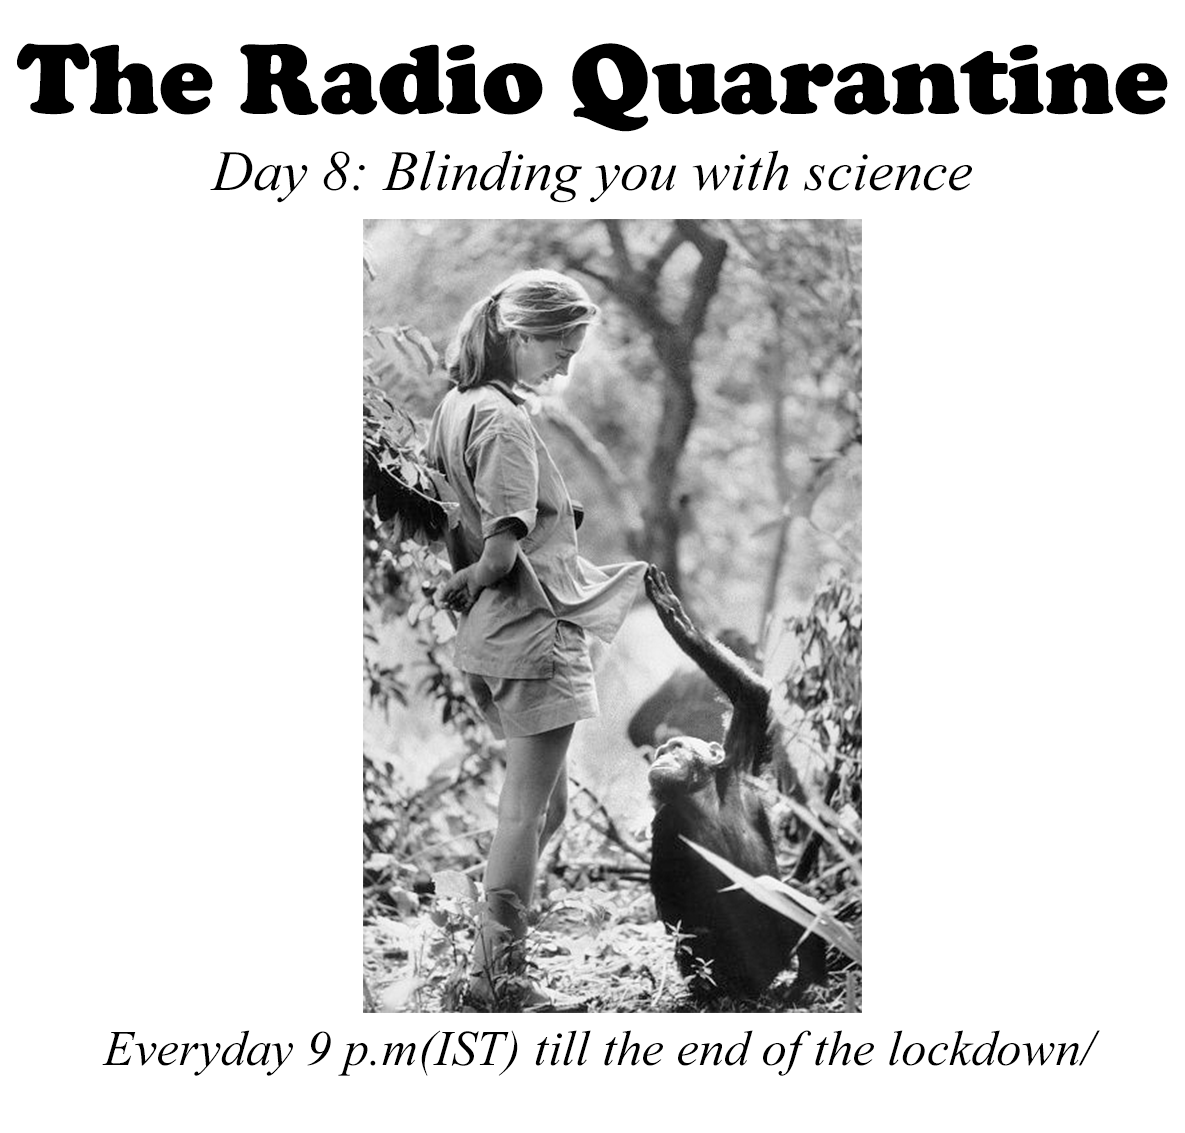 The Radio Quarantine
Day 8: Blinding you with science
Everyday 9 p.m(IST) till the end of the lockdown/